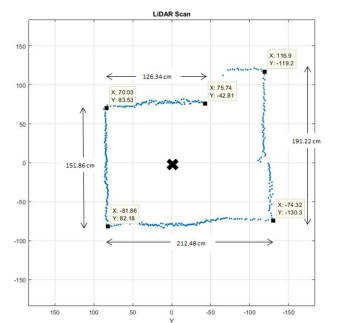 LiDAR Scan
150
100
50
0
-50
-100
-150
150
100
50
0
-50
-100
-150
Y
X: 116.9
Y: -119.2
126.34 cm
X: 70.03
Y: 83.53
X: 75.74
Y: -42.81
191.22 cm
151.86 cm
X: -81.86
Y: 82.18
X: -74.32
Y: -130.3
212.48 cm